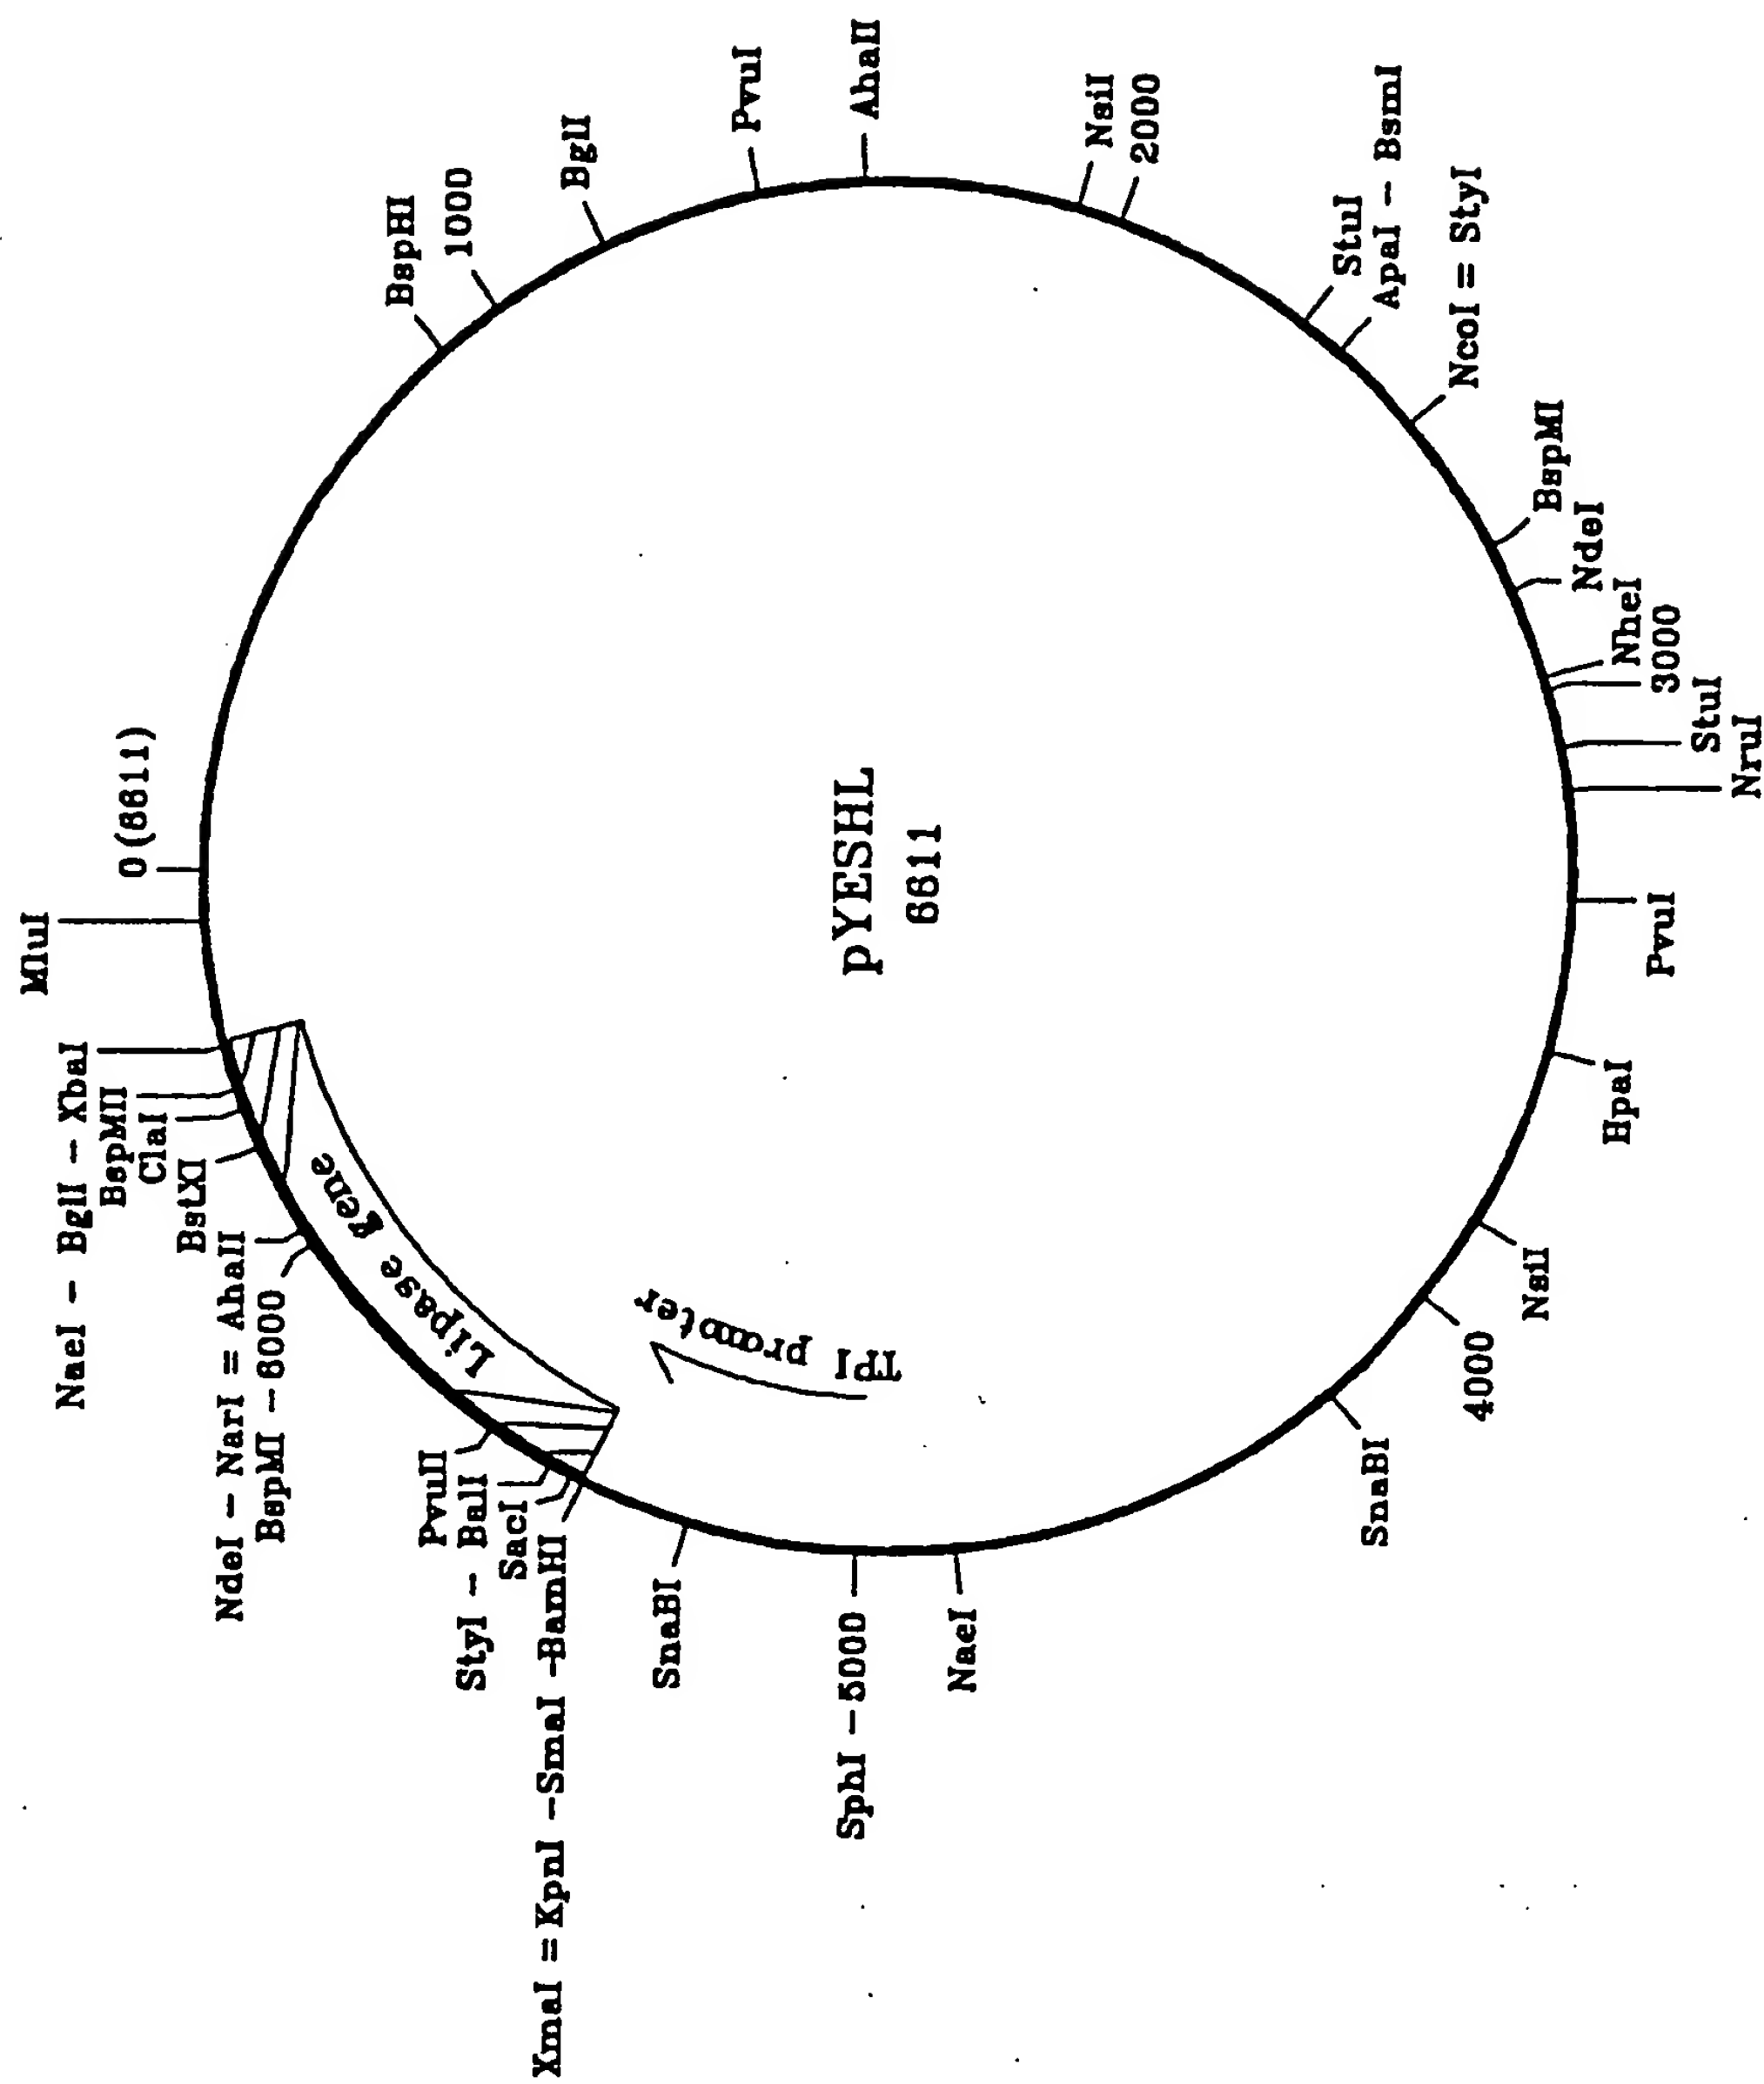 MluI
0(6611)
NaeI - BglI - XbaI
BspMII
ClaI
BstXI
NdeI - NarI = AhaII
BspMI - 6000
PvuII
StyI - BalI
SacI
XmaI = KpnI -SmaI -BamHI
SnaBI
SphI - 5000
NaeI
SnaBI
4000
NsiI
HpaI
PvuI
NruI
StuI
3000
NheI
NdeI
BspMI
NcoI = StyI
ApaI - BsmI
StuI
2000
NsiI
AhaII
PvuI
BglI
1000
BspHI
Lipase gene
TPI promoter
pYESHL
6611